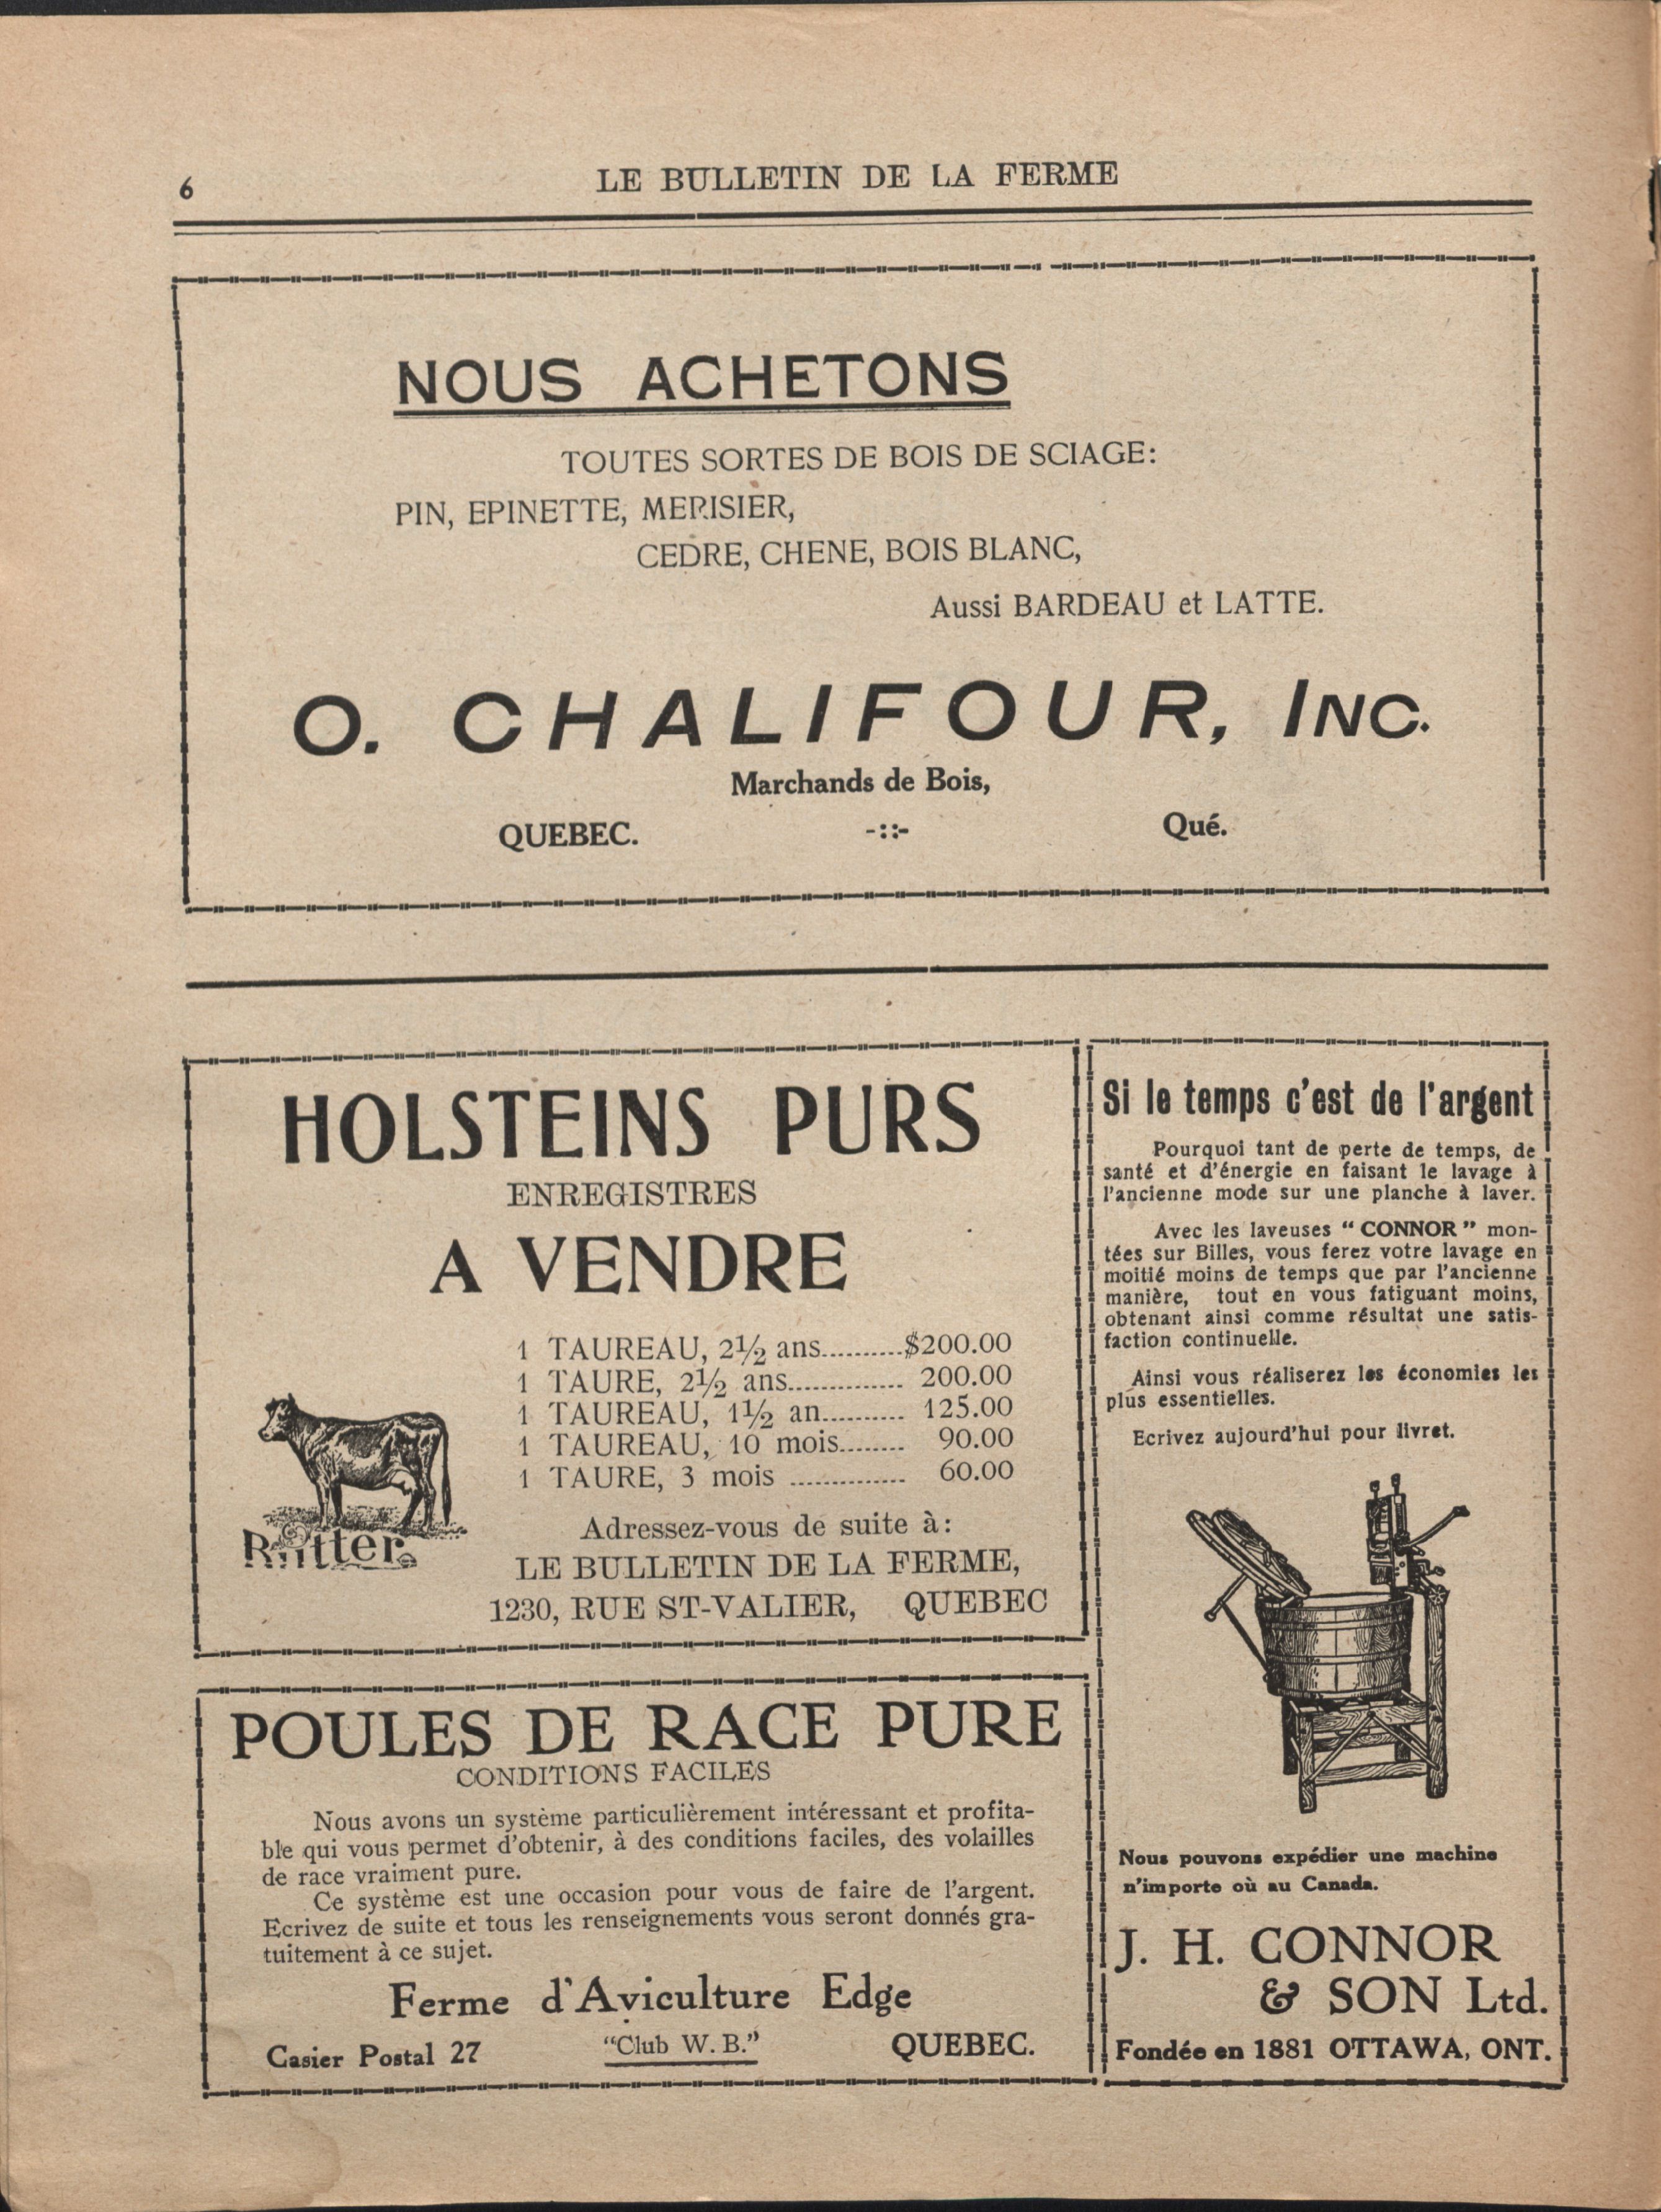 6
LE BULLETIN DE LA FERME
NOUS ACHETONS
TOUTES SORTES DE BOIS DE SCIAGE:
PIN, EPINETTE, MERISIER,
CEDRE, CHENE, BOIS BLANC,
Aussi BARDEAU et LATTE.
O. CHALIFOUR, INC.
Marchands de Bois,
QUEBEC. -::- Qué.
HOLSTEINS PURS
ENREGISTRES
A VENDRE
1 TAUREAU, 2½ ans..........$200.00
1 TAURE, 2½ ans.............. 200.00
1 TAUREAU, 1½ an.......... 125.00
1 TAUREAU, 10 mois........ 90.00
1 TAURE, 3 mois .............. 60.00
Adressez-vous de suite à:
LE BULLETIN DE LA FERME,
1230, RUE ST-VALIER, QUEBEC
POULES DE RACE PURE
CONDITIONS FACILES
Nous avons un système particulièrement intéressant et profita-
ble qui vous permet d'obtenir, à des conditions faciles, des volailles
de race vraiment pure.
Ce système est une occasion pour vous de faire de l'argent.
Ecrivez de suite et tous les renseignements vous seront donnés gra-
tuitement à ce sujet.
Ferme d'Aviculture Edge
Casier Postal 27 "Club W. B." QUEBEC.
Si le temps c'est de l'argent
Pourquoi tant de perte de temps, de
santé et d'énergie en faisant le lavage à
l'ancienne mode sur une planche à laver.
Avec les laveuses "CONNOR" mon-
tées sur Billes, vous ferez votre lavage en
moitié moins de temps que par l'ancienne
manière, tout en vous fatiguant moins,
obtenant ainsi comme résultat une satis-
faction continuelle.
Ainsi vous réaliserez les économies les
plus essentielles.
Ecrivez aujourd'hui pour livret.
Nous pouvons expédier une machine
n'importe où au Canada.
J. H. CONNOR
& SON Ltd.
Fondée en 1881 OTTAWA, ONT.